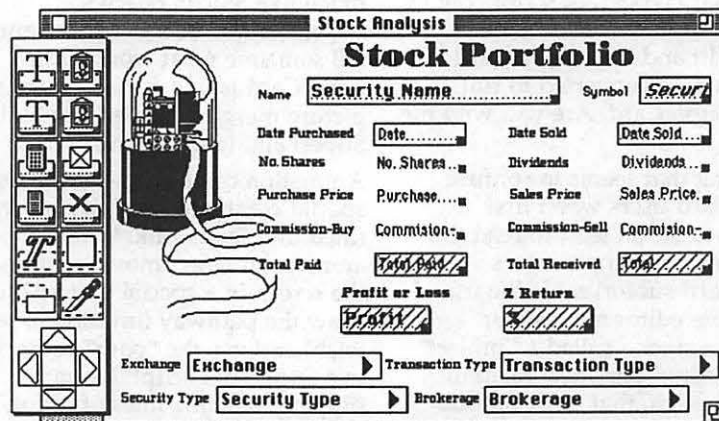 Stock Analysis
Stock Portfolio
Name Security Name Symbol Securi
Date Purchased Date... Date Sold Date Sold...
No. Shares No. Shares... Dividends Dividends...
Purchase Price Purchase... Sales Price Sales Price.
Commission-Buy Commision-. Commission-Sell Commision-.
Total Paid Total Paid Total Received Total...
Profit or Loss % Return
Profit %
Exchange Exchange Transaction Type Transaction Type
Security Type Security Type Brokerage Brokerage